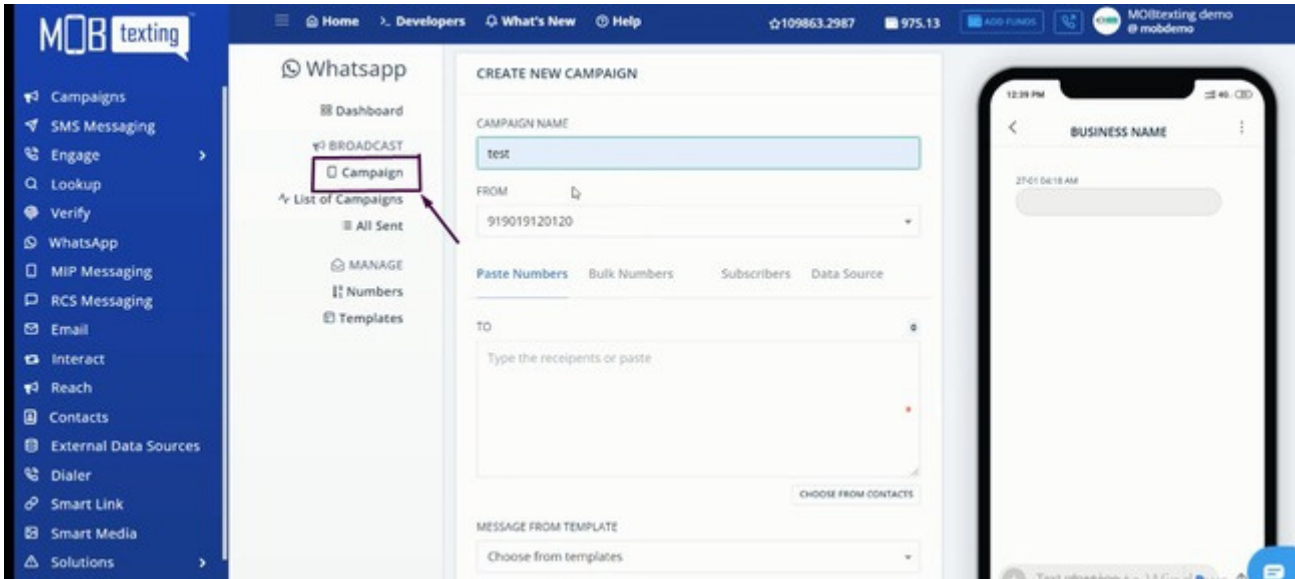 MOB texting
Home
Developers
What's New
Help
109863.2987
975.13
ADD FUNDS
MOBtexting demo
@ mobdemo
Campaigns
SMS Messaging
Engage
Lookup
Verify
WhatsApp
MIP Messaging
RCS Messaging
Email
Interact
Reach
Contacts
External Data Sources
Dialer
Smart Link
Smart Media
Solutions
Whatsapp
Dashboard
BROADCAST
Campaign
List of Campaigns
All Sent
MANAGE
Numbers
Templates
CREATE NEW CAMPAIGN
CAMPAIGN NAME
test
FROM
919019120120
Paste Numbers
Bulk Numbers
Subscribers
Data Source
TO
0
Type the receipents or paste
*
CHOOSE FROM CONTACTS
MESSAGE FROM TEMPLATE
Choose from templates
12:39 PM
4G
BUSINESS NAME
27-01 04:18 AM